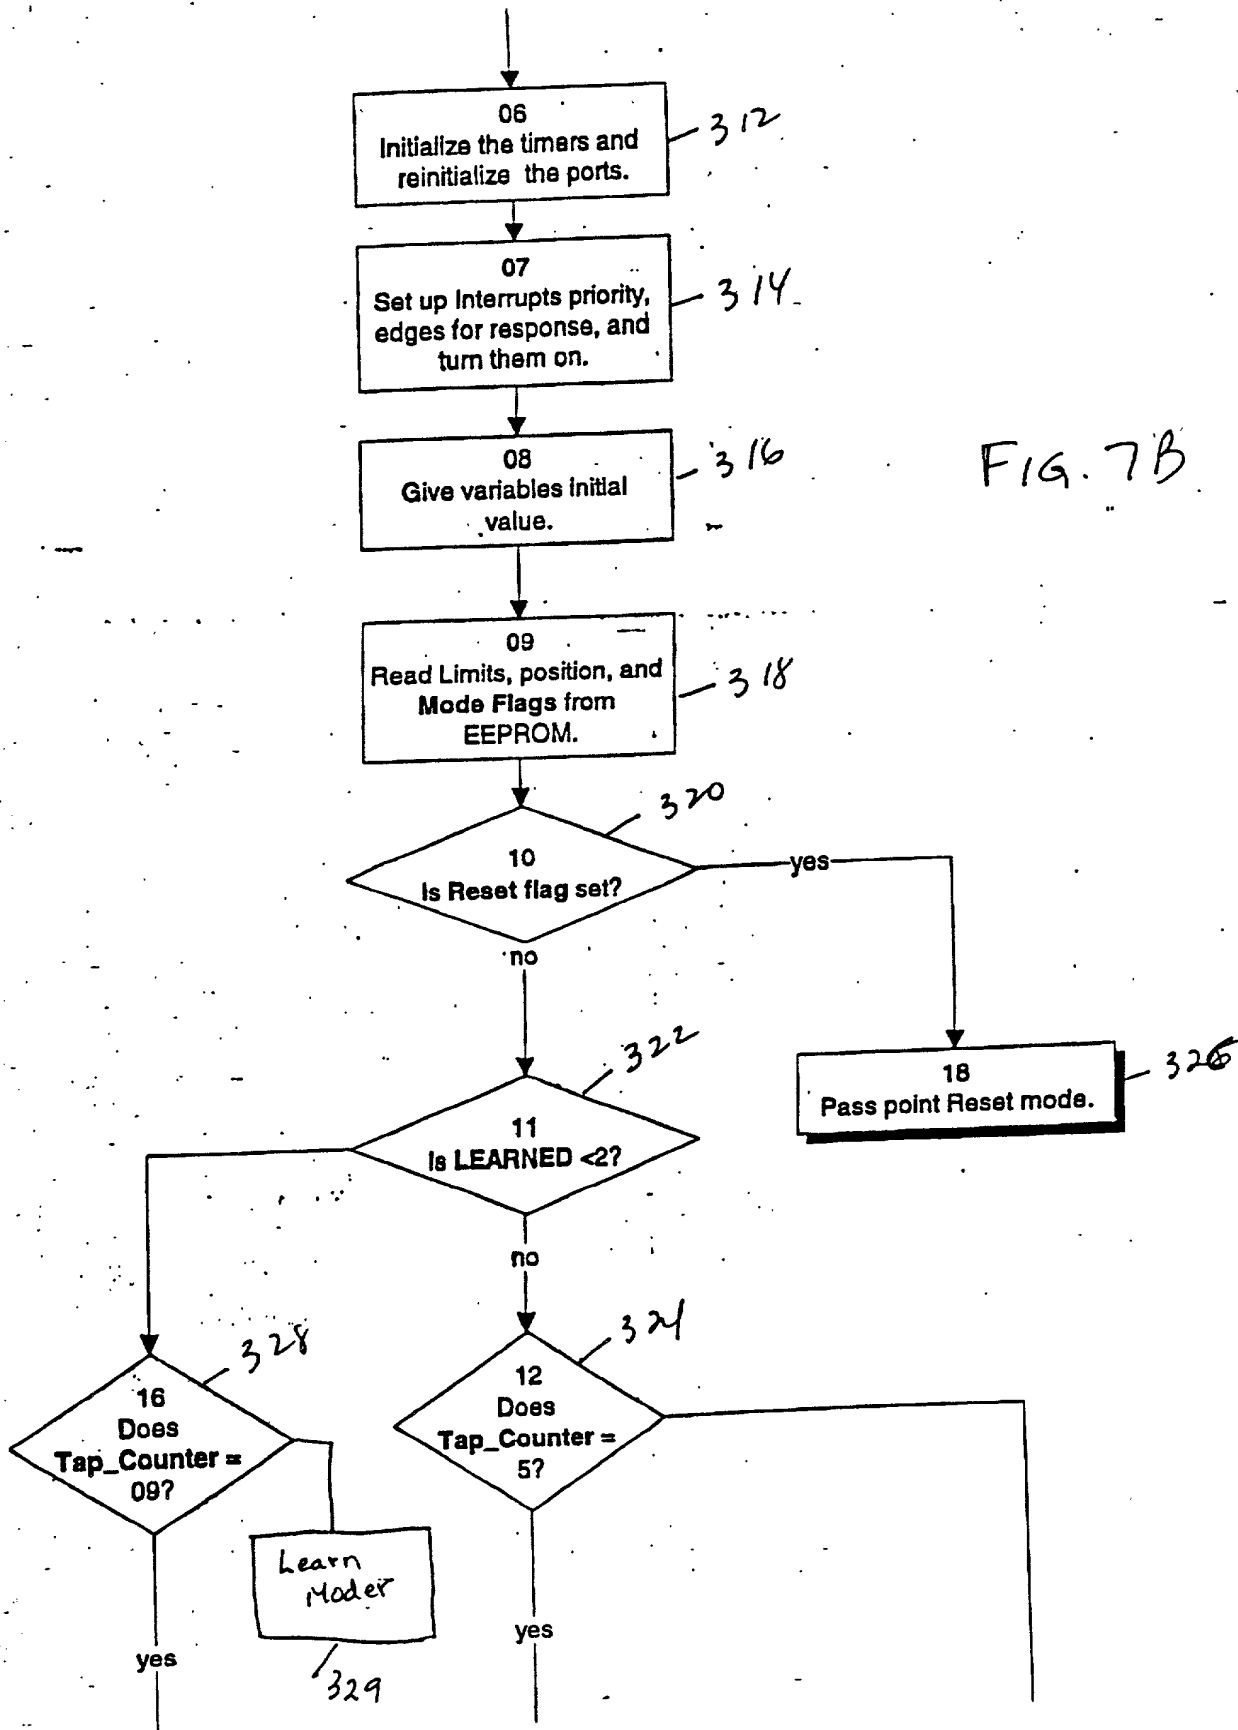 06
Initialize the timers and
reinitialize the ports.
312
07
Set up Interrupts priority,
edges for response, and
turn them on.
314
08
Give variables initial
value.
316
FIG. 7B
09
Read Limits, position, and
Mode Flags from
EEPROM.
318
320
10
Is Reset flag set?
yes
no
322
18
Pass point Reset mode.
326
11
Is LEARNED <2?
no
328
16
Does
Tap_Counter =
09?
324
12
Does
Tap_Counter =
5?
Learn
Moder
yes
yes
329